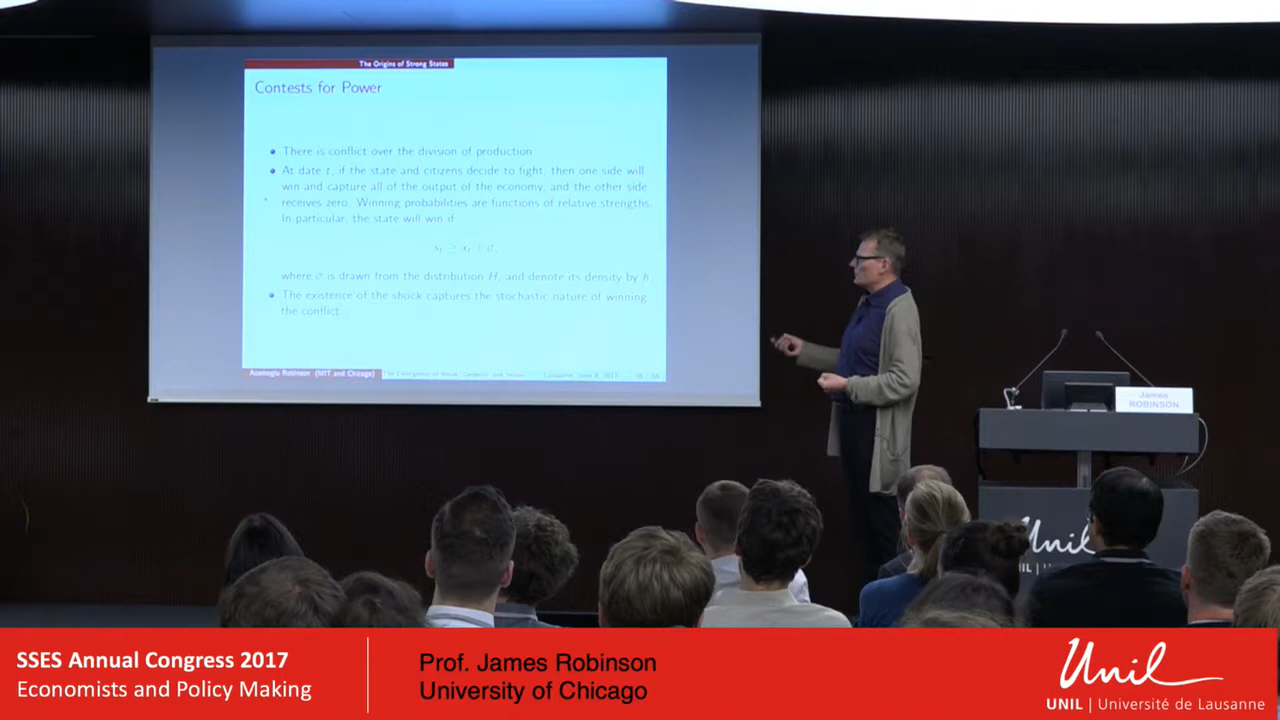 The Origins of Strong States
Contests for Power
There is conflict over the division of production
At date t, if the state and citizens decide to fight, then one side will
win and capture all of the output of the economy, and the other side
receives zero. Winning probabilities are functions of relative strengths.
In particular, the state will win if
where σ is drawn from the distribution H, and denote its density by h.
The existence of the shock captures the stochastic nature of winning
the conflict.
Acemoglu Robinson (MIT and Chicago)
James
ROBINSON
Unil
UNIL | Université de Lausanne
SSES Annual Congress 2017
Economists and Policy Making
Prof. James Robinson
University of Chicago
Unil
UNIL | Université de Lausanne